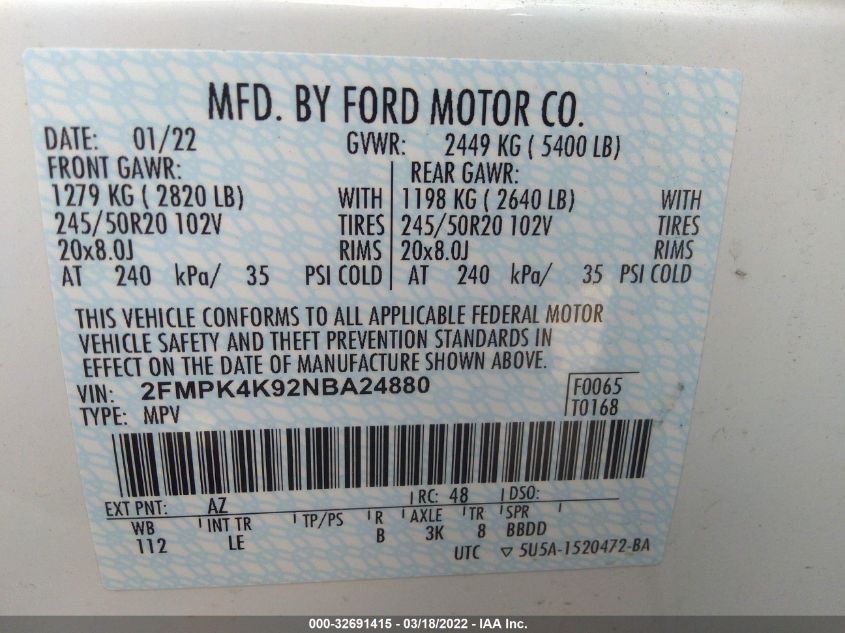 MFD. BY FORD MOTOR CO.
DATE: 01/22 GVWR: 2449 KG ( 5400 LB)
FRONT GAWR: REAR GAWR:
1279 KG ( 2820 LB) WITH 1198 KG ( 2640 LB) WITH
245/50R20 102V TIRES 245/50R20 102V TIRES
20x8.0J RIMS 20x8.0J RIMS
AT 240 kPa/ 35 PSI COLD AT 240 kPa/ 35 PSI COLD
THIS VEHICLE CONFORMS TO ALL APPLICABLE FEDERAL MOTOR
VEHICLE SAFETY AND THEFT PREVENTION STANDARDS IN
EFFECT ON THE DATE OF MANUFACTURE SHOWN ABOVE.
VIN: 2FMPK4K92NBA24880 F0065
TYPE: MPV T0168
EXT PNT: AZ RC: 48 DSO:
WB INT TR TP/PS R AXLE TR SPR
112 LE B 3K 8 BBDD
UTC ▽ 5U5A-1520472-BA
000-32691415 - 03/18/2022 - IAA Inc.